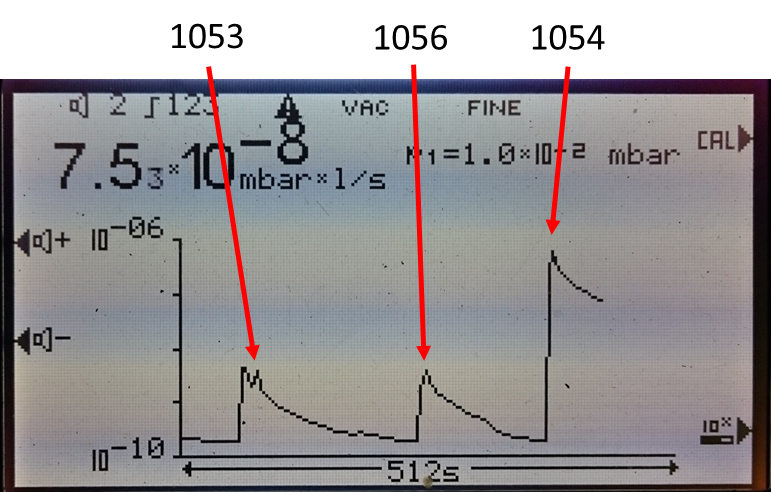 1053 1056 1054
2 ∫123 VAC FINE
7.53×10⁻⁸ mbar×l/s =1.0×10⁻² mbar CAL
+ 10⁻⁰⁶
-
10⁻¹⁰ 10ˣ
512s